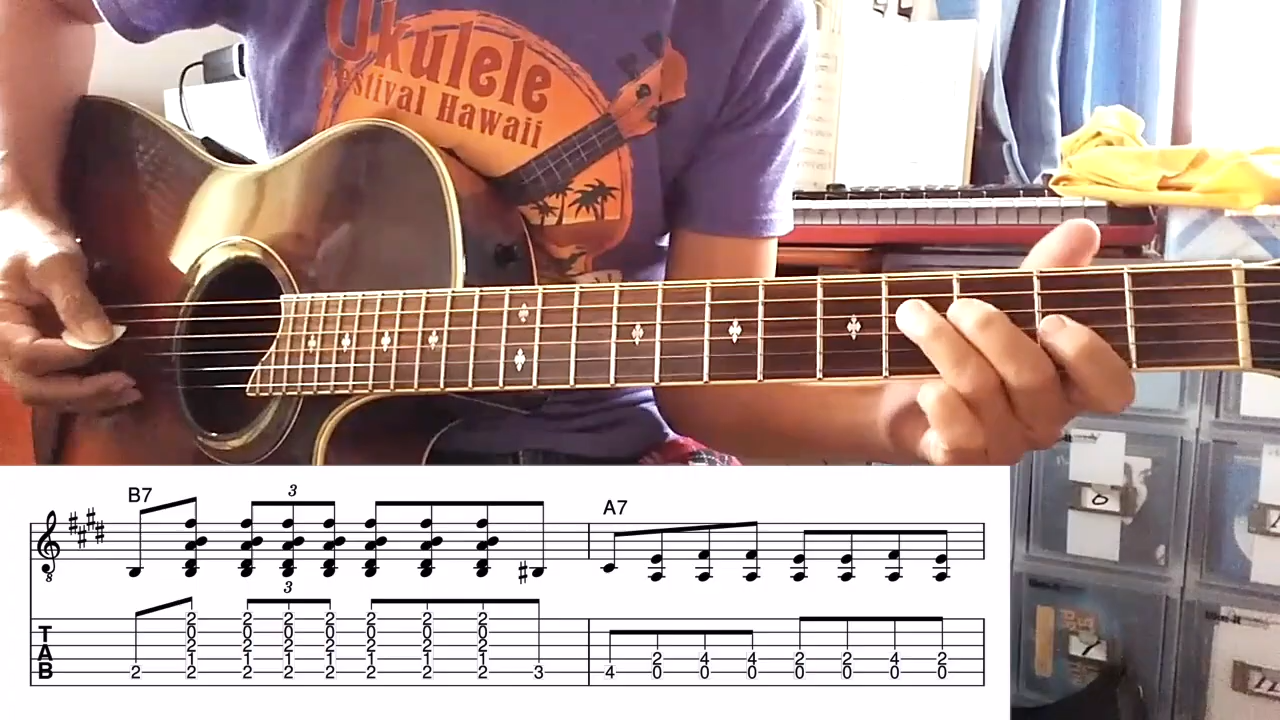 Ukulele
Festival Hawaii
B7
3
A7
8
3
T
A
B
2 2 2 2 2 2 2 2
0 0 0 0 0 0 0
2 2 2 2 2 2 2
1 1 1 1 1 1 1 2 4 4 2 2 4 2
2 2 2 2 2 2 2 2 3 4 0 0 0 0 0 0 0
6
7